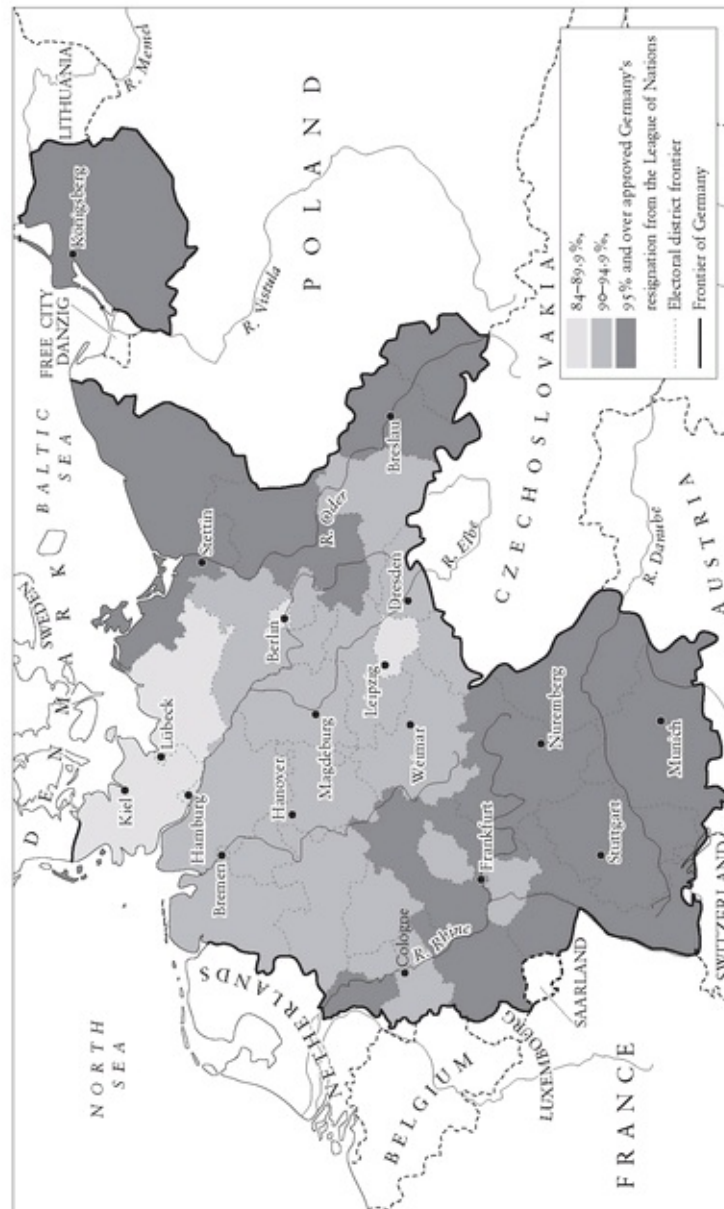 NORTH
SEA
DENMARK
SWEDEN
BALTIC
SEA
LITHUANIA
R. Memel
Königsberg
FREE CITY
DANZIG
Kiel
Lübeck
Hamburg
Stettin
R. Vistula
POLAND
Bremen
Hanover
Berlin
Magdeburg
R. Oder
NETHERLANDS
Leipzig
Dresden
Breslau
Cologne
Weimar
R. Elbe
BELGIUM
R. Rhine
Frankfurt
CZECHOSLOVAKIA
LUXEMBOURG
SAARLAND
Nuremberg
FRANCE
Stuttgart
Munich
R. Danube
SWITZERLAND
AUSTRIA
84–89.9%,
90–94.9%,
95% and over approved Germany's
resignation from the League of Nations
Electoral district frontier
Frontier of Germany